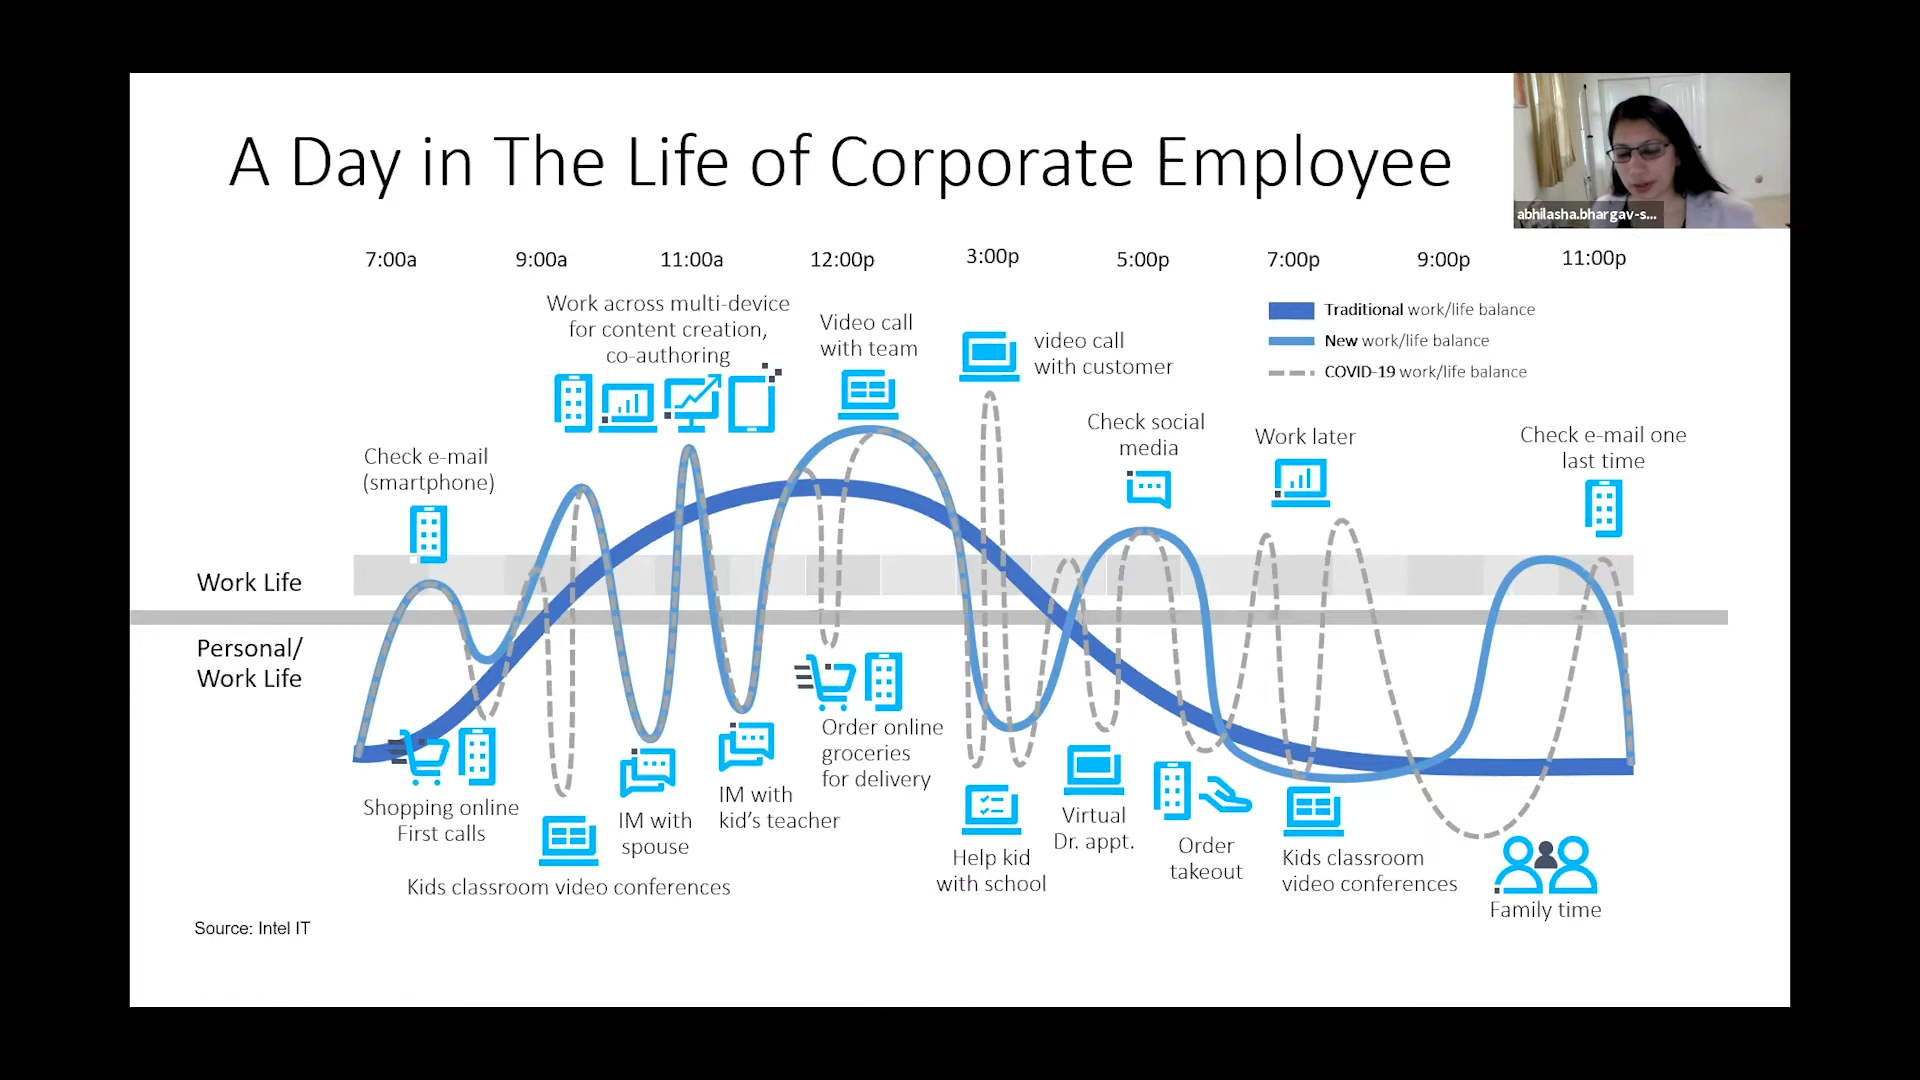 A Day in The Life of Corporate Employee
abhilasha.bhargav-s...
7:00a 9:00a 11:00a 12:00p 3:00p 5:00p 7:00p 9:00p 11:00p
Traditional work/life balance
New work/life balance
COVID-19 work/life balance
Work across multi-device
for content creation,
co-authoring
Video call
with team
video call
with customer
Check social
media
Work later
Check e-mail one
last time
Check e-mail
(smartphone)
Work Life
Personal/
Work Life
Shopping online
First calls
Kids classroom video conferences
IM with
spouse
IM with
kid's teacher
Order online
groceries
for delivery
Help kid
with school
Virtual
Dr. appt.
Order
takeout
Kids classroom
video conferences
Family time
Source: Intel IT